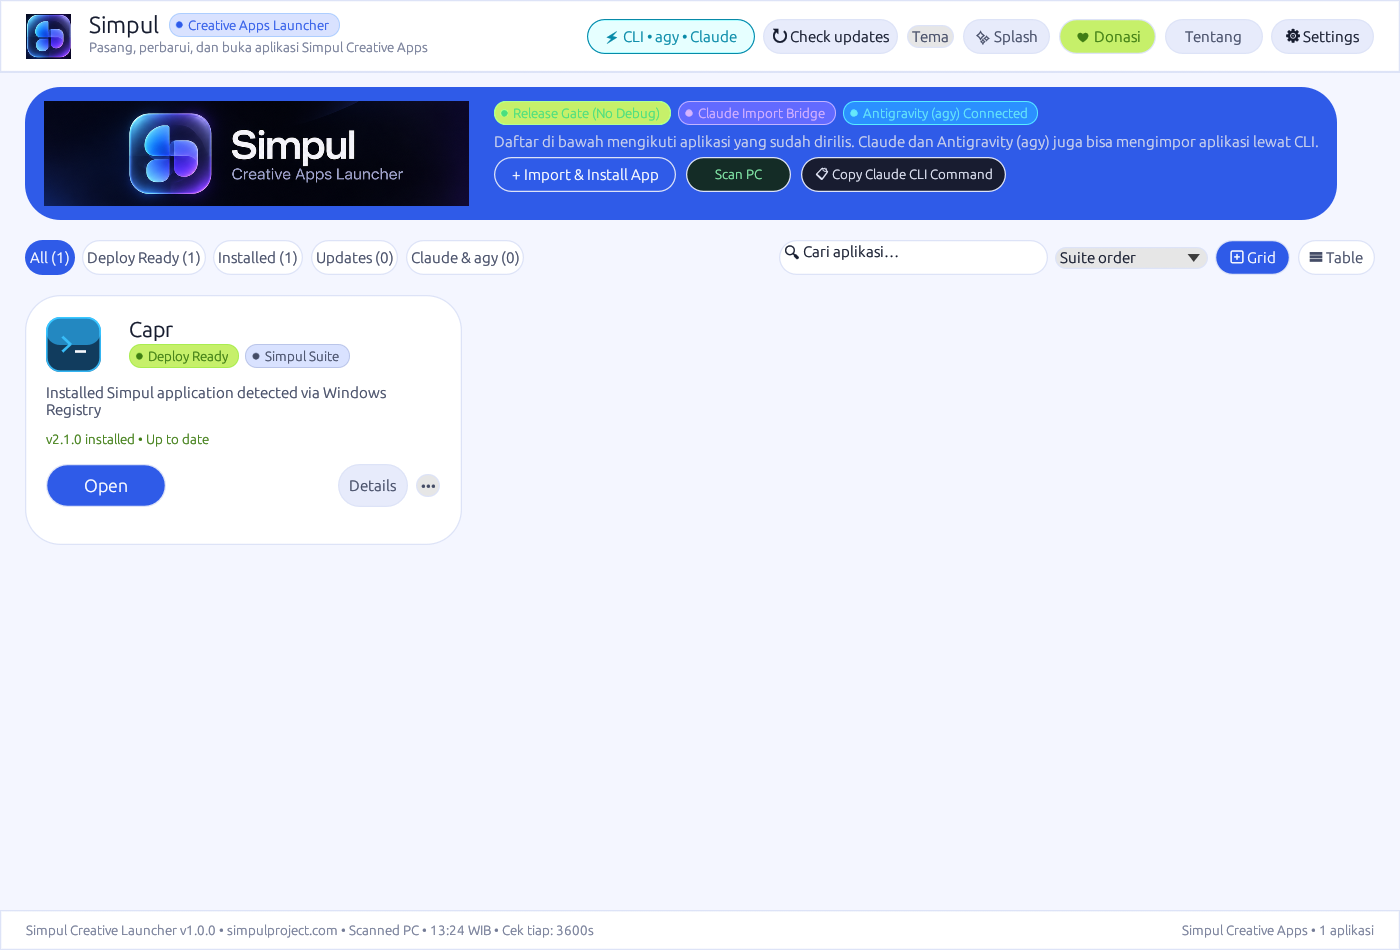 Simpul
Creative Apps Launcher
Pasang, perbarui, dan buka aplikasi Simpul Creative Apps
CLI • agy • Claude
Check updates
Tema
Splash
Donasi
Tentang
Settings
Simpul
Creative Apps Launcher
Release Gate (No Debug)
Claude Import Bridge
Antigravity (agy) Connected
Daftar di bawah mengikuti aplikasi yang sudah dirilis. Claude dan Antigravity (agy) juga bisa mengimpor aplikasi lewat CLI.
+ Import & Install App
Scan PC
Copy Claude CLI Command
All (1)
Deploy Ready (1)
Installed (1)
Updates (0)
Claude & agy (0)
Cari aplikasi...
Suite order
Grid
Table
Capr
Deploy Ready
Simpul Suite
Installed Simpul application detected via Windows
Registry
v2.1.0 installed • Up to date
Open
Details
•••
Simpul Creative Launcher v1.0.0 • simpulproject.com • Scanned PC • 13:24 WIB • Cek tiap: 3600s
Simpul Creative Apps • 1 aplikasi